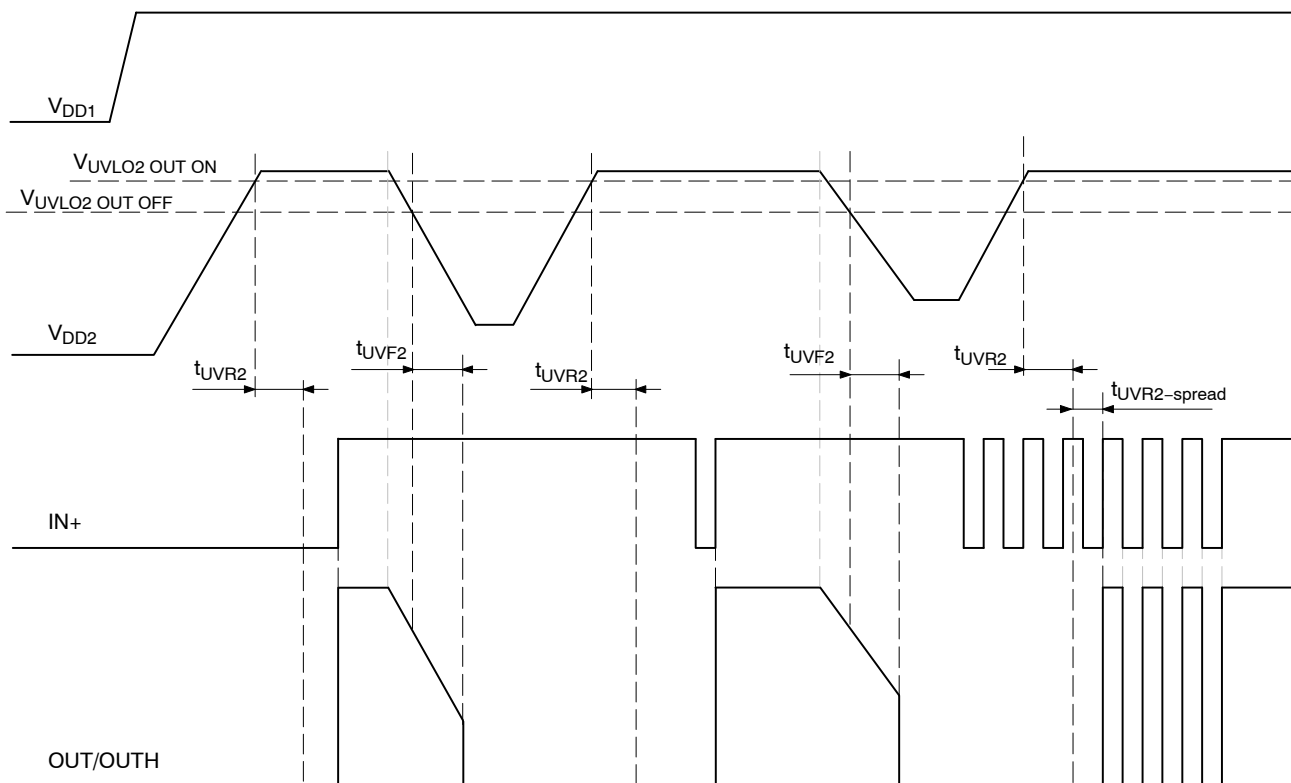 VDD1
VUVLO2 OUT ON
VUVLO2 OUT OFF
VDD2
tUVR2
tUVF2
tUVR2
tUVF2
tUVR2
tUVR2–spread
IN+
OUT/OUTH